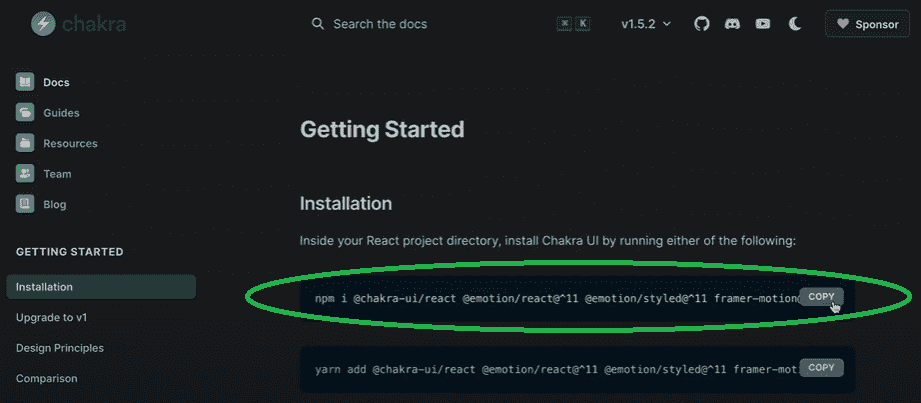 chakra
Search the docs
⌘ K
v1.5.2
Sponsor
Docs
Guides
Resources
Team
Blog
GETTING STARTED
Installation
Upgrade to v1
Design Principles
Comparison
Getting Started
Installation
Inside your React project directory, install Chakra UI by running either of the following:
npm i @chakra-ui/react @emotion/react@^11 @emotion/styled@^11 framer-motion
COPY
yarn add @chakra-ui/react @emotion/react@^11 @emotion/styled@^11 framer-moti
COPY